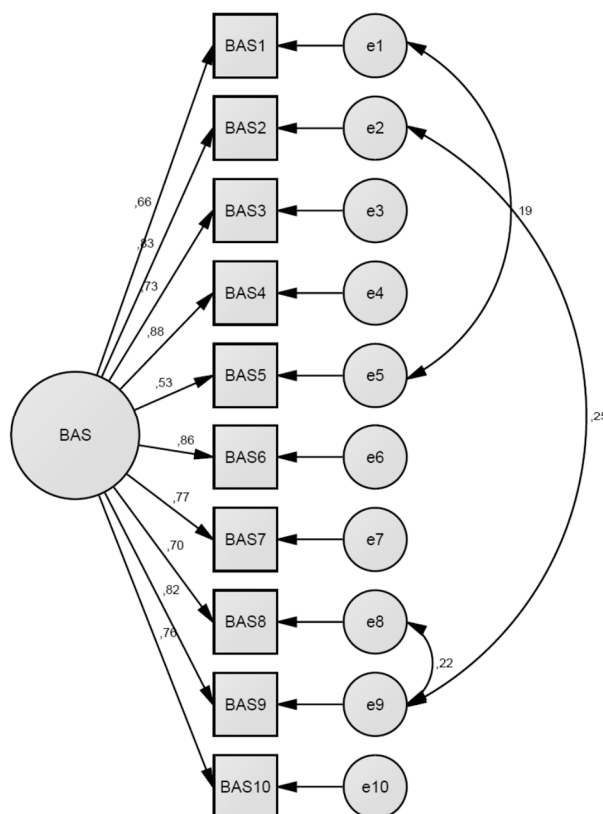 BAS1
e1
BAS2
e2
BAS3
e3
BAS4
e4
BAS5
e5
BAS
BAS6
e6
BAS7
e7
BAS8
e8
BAS9
e9
BAS10
e10
,66
,83
,73
,88
,53
,86
,77
,70
,82
,76
,19
,25
,22